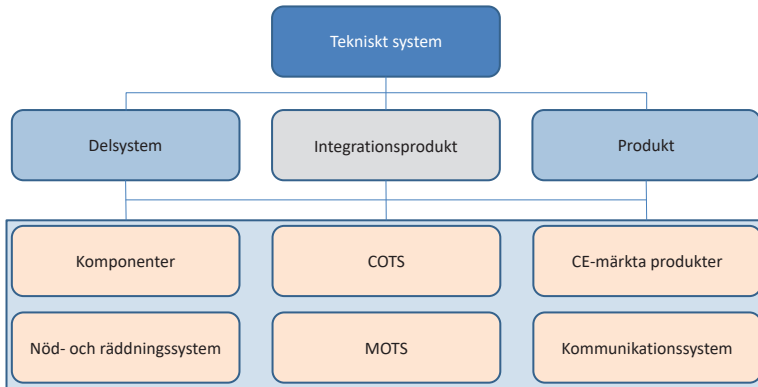 Tekniskt system
Delsystem
Integrationsprodukt
Produkt
Komponenter
COTS
CE-märkta produkter
Nöd- och räddningssystem
MOTS
Kommunikationssystem